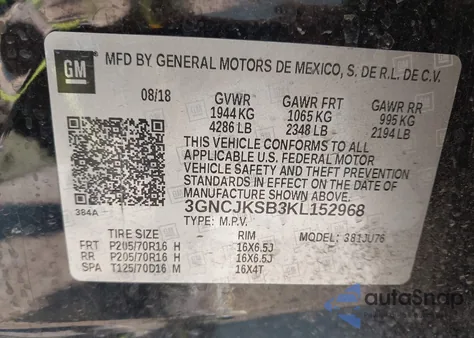 GM
MFD BY GENERAL MOTORS DE MEXICO, S. DE R.L. DE C.V.
08/18 GVWR GAWR FRT GAWR RR
1944 KG 1065 KG 995 KG
4286 LB 2348 LB 2194 LB
THIS VEHICLE CONFORMS TO ALL
APPLICABLE U.S. FEDERAL MOTOR
VEHICLE SAFETY AND THEFT PREVENTION
STANDARDS IN EFFECT ON THE DATE OF
MANUFACTURE SHOWN ABOVE.
384A 3GNCJKSB3KL152968
TYPE: M.P.V.
TIRE SIZE RIM MODEL: 381JU76
FRT P205/70R16 H 16X6.5J
RR P205/70R16 H 16X6.5J
SPA T125/70D16 M 16X4T
autoSnap